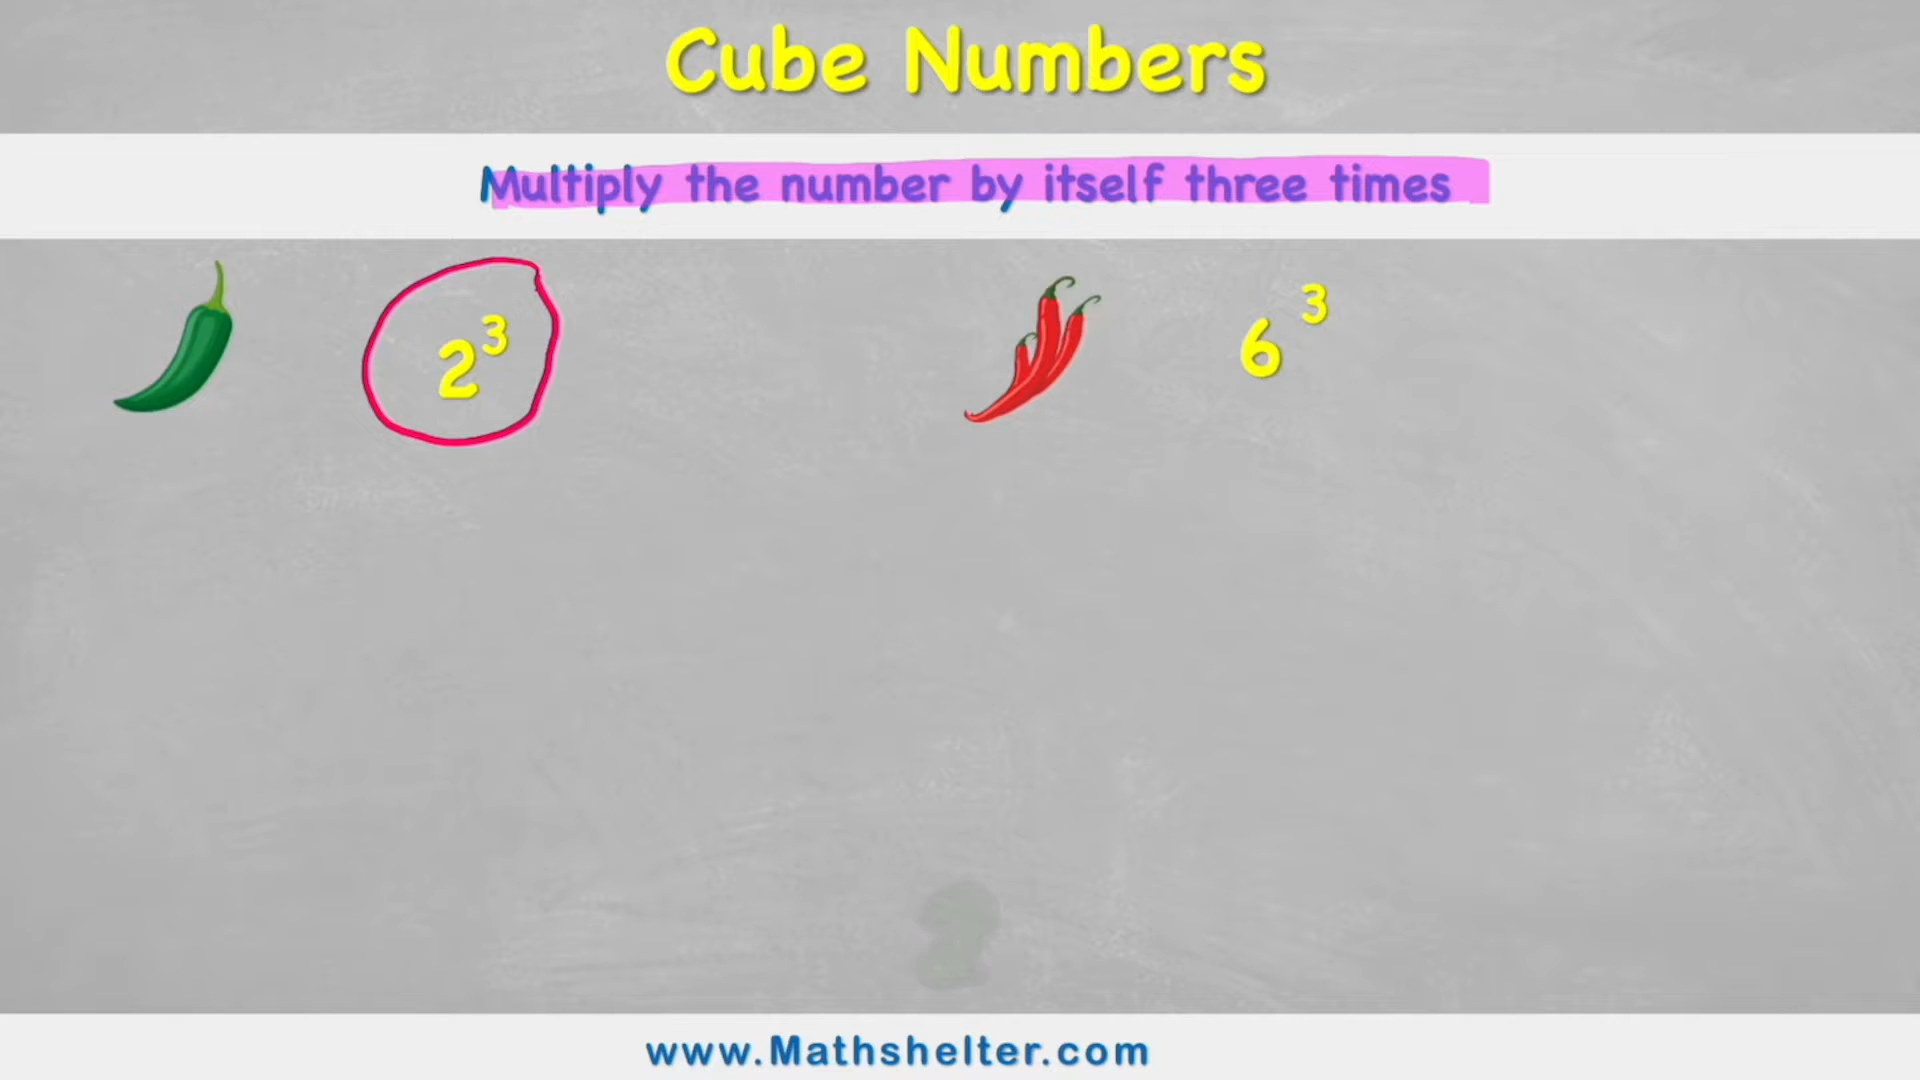 Cube Numbers
Multiply the number by itself three times
2³
6³
www.Mathshelter.com